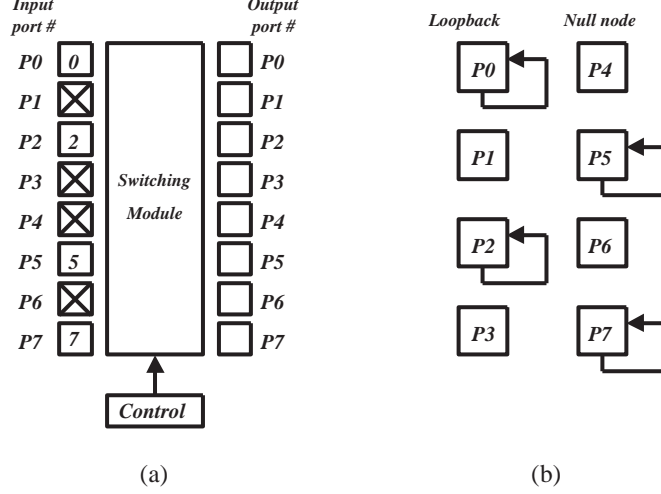 Input
port #
Output
port #
P0 0 P0
P1 P1
P2 2 P2
P3 P3
P4 P4
P5 5 P5
P6 P6
P7 7 P7
Switching
Module
Control
(a)
Loopback Null node
P0 P4
P1 P5
P2 P6
P3 P7
(b)